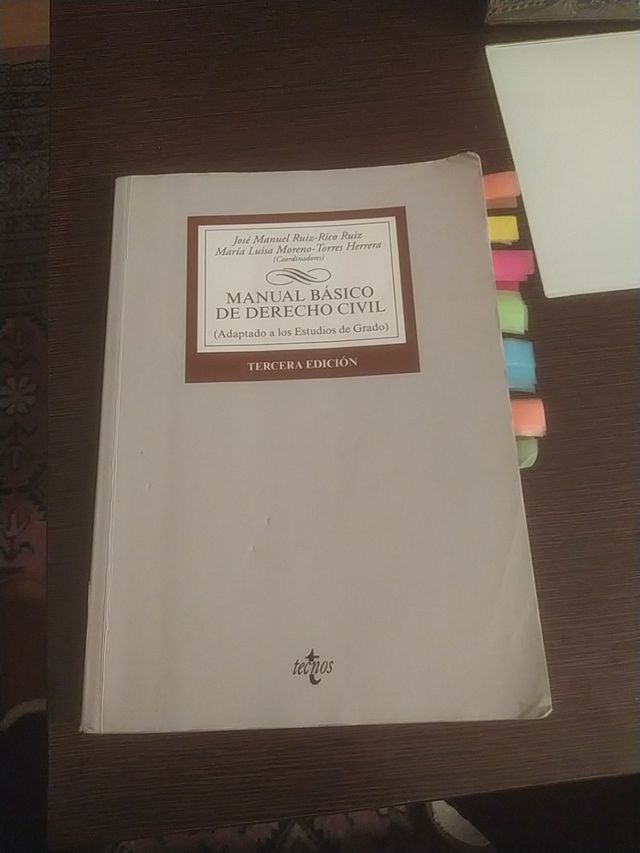 José Manuel Ruiz-Rico Ruiz
María Luisa Moreno-Torres Herrera
(Coordinadores)
MANUAL BÁSICO
DE DERECHO CIVIL
(Adaptado a los Estudios de Grado)
TERCERA EDICIÓN
tecnos